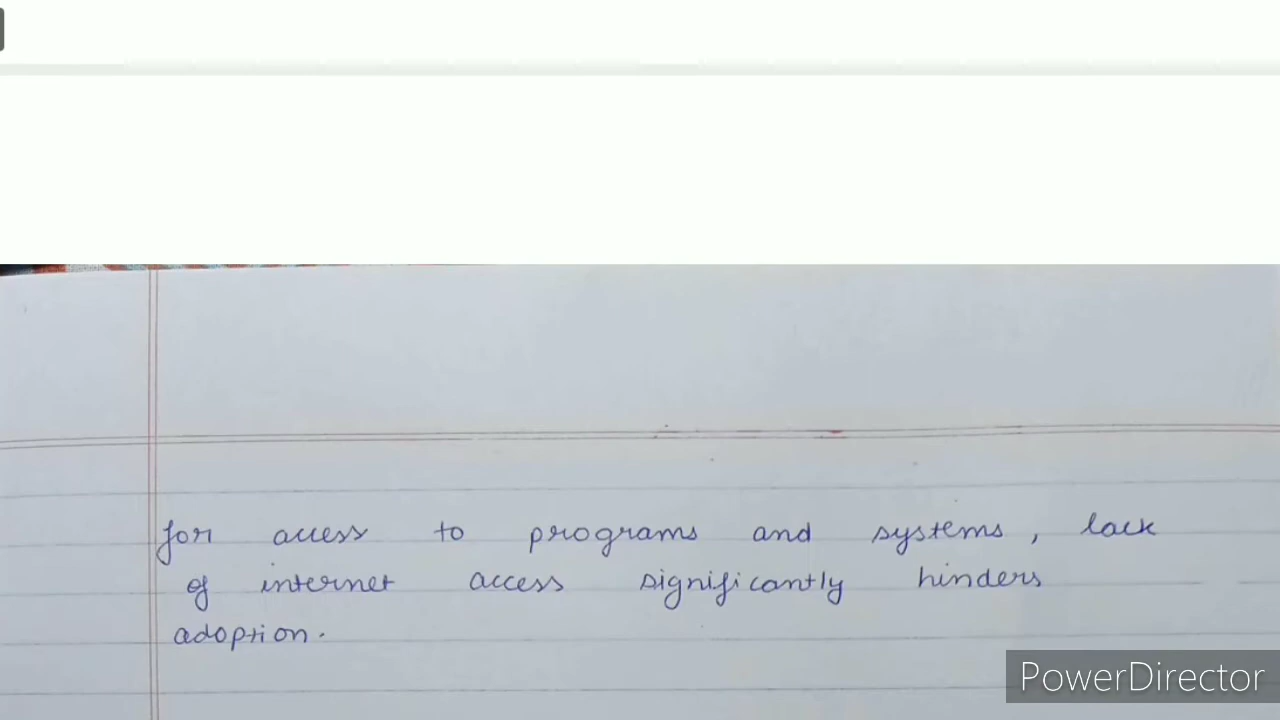 for access to programs and systems, lack
of internet access significantly hinders
adoption.
PowerDirector